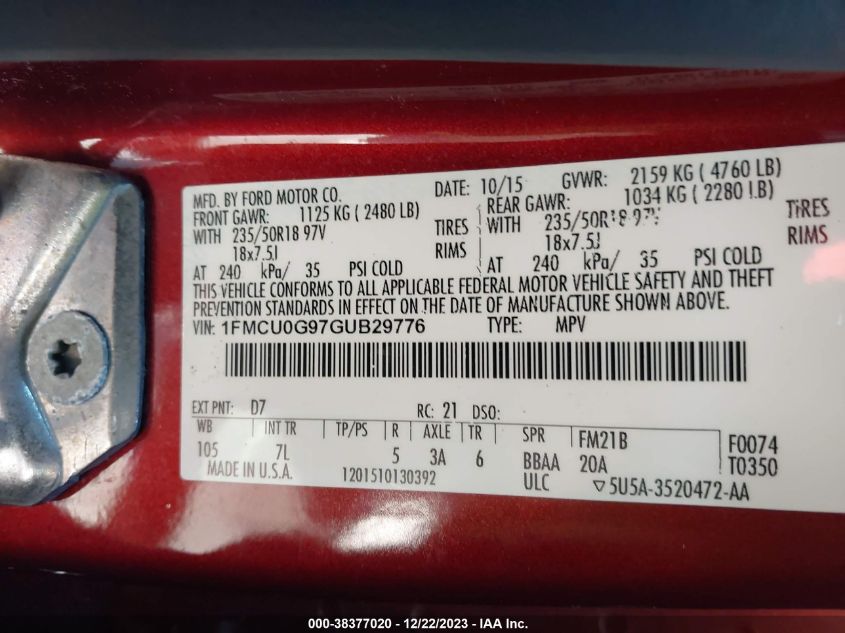 MFD. BY FORD MOTOR CO. DATE: 10/15 GVWR: 2159 KG ( 4760 LB)
FRONT GAWR: 1125 KG ( 2480 LB) REAR GAWR: 1034 KG ( 2280 LB)
WITH 235/50R18 97V TIRES WITH 235/50R18 97V TIRES
18x7.5J RIMS 18x7.5J RIMS
AT 240 kPa/ 35 PSI COLD AT 240 kPa/ 35 PSI COLD
THIS VEHICLE CONFORMS TO ALL APPLICABLE FEDERAL MOTOR VEHICLE SAFETY AND THEFT
PREVENTION STANDARDS IN EFFECT ON THE DATE OF MANUFACTURE SHOWN ABOVE.
VIN: 1FMCU0G97GUB29776 TYPE: MPV
EXT PNT: D7 RC: 21 DSO:
WB INT TR TP/PS R AXLE TR SPR FM21B F0074
105 7L 5 3A 6 BBAA 20A T0350
MADE IN U.S.A. 1201510130392 ULC ▽5U5A-3520472-AA
000-38377020 - 12/22/2023 - IAA Inc.